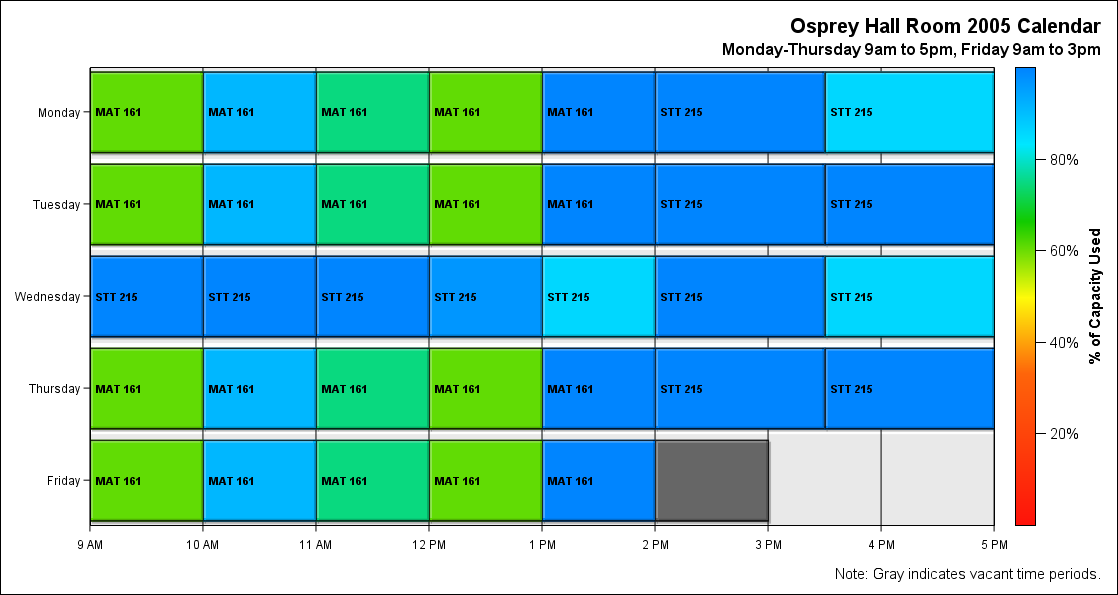 Osprey Hall Room 2005 Calendar
Monday-Thursday 9am to 5pm, Friday 9am to 3pm
Monday MAT 161 MAT 161 MAT 161 MAT 161 MAT 161 STT 215 STT 215
Tuesday MAT 161 MAT 161 MAT 161 MAT 161 MAT 161 STT 215 STT 215
Wednesday STT 215 STT 215 STT 215 STT 215 STT 215 STT 215 STT 215
Thursday MAT 161 MAT 161 MAT 161 MAT 161 MAT 161 STT 215 STT 215
Friday MAT 161 MAT 161 MAT 161 MAT 161 MAT 161
9 AM 10 AM 11 AM 12 PM 1 PM 2 PM 3 PM 4 PM 5 PM
80%
60%
40%
20%
% of Capacity Used
Note: Gray indicates vacant time periods.